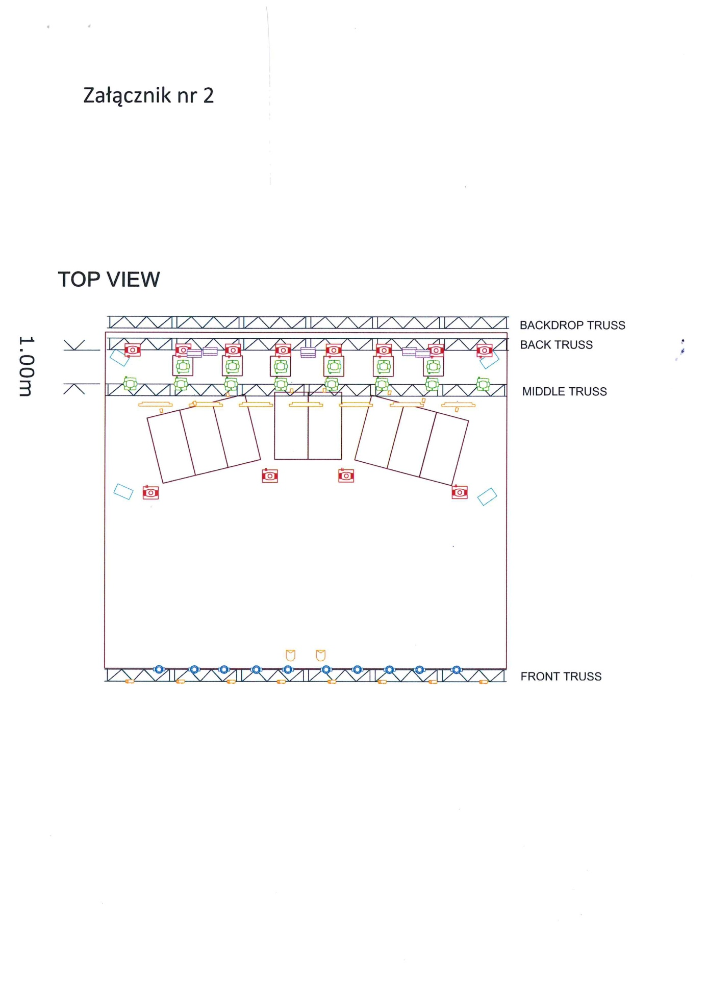 Załącznik nr 2
TOP VIEW
BACKDROP TRUSS
BACK TRUSS
1.00m
MIDDLE TRUSS
FRONT TRUSS